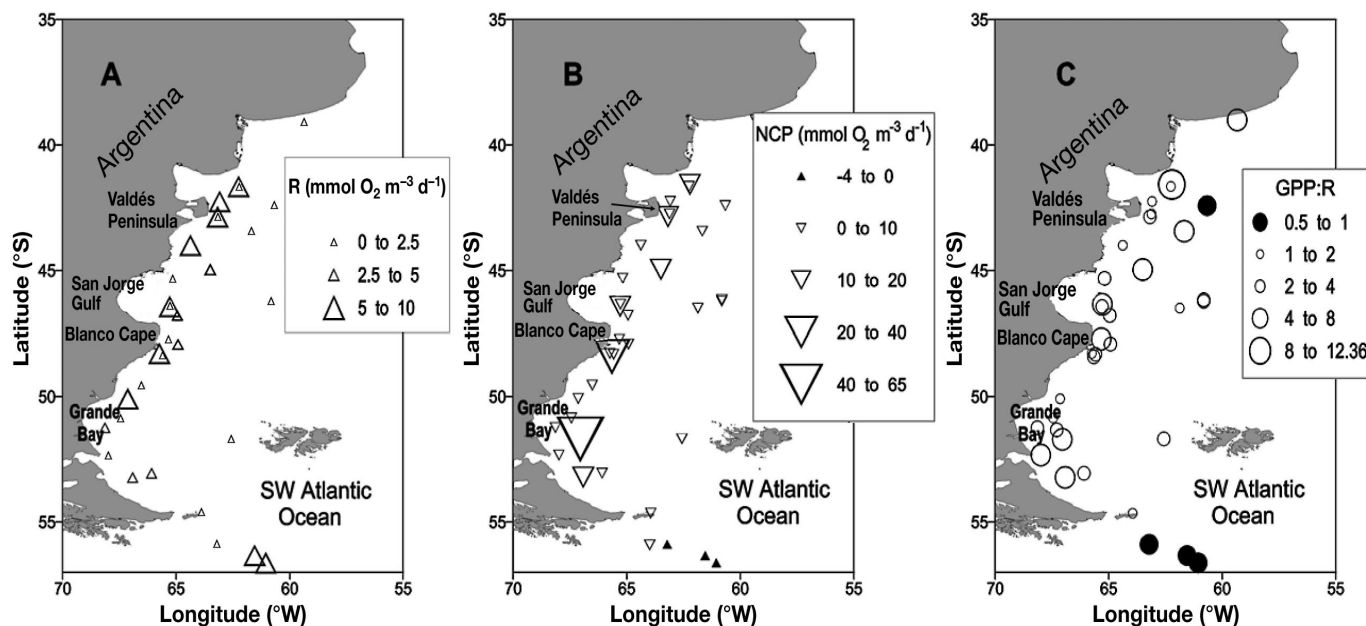 35
40
45
50
55
70
65
60
55
Latitude (°S)
Longitude (°W)
A
Argentina
Valdés
Peninsula
San Jorge
Gulf
Blanco Cape
Grande
Bay
SW Atlantic
Ocean
R (mmol O₂ m⁻³ d⁻¹)
0 to 2.5
2.5 to 5
5 to 10
35
40
45
50
55
70
65
60
55
Latitude (°S)
Longitude (°W)
B
Argentina
Valdés
Peninsula
San Jorge
Gulf
Blanco Cape
Grande
Bay
SW Atlantic
Ocean
NCP (mmol O₂ m⁻³ d⁻¹)
-4 to 0
0 to 10
10 to 20
20 to 40
40 to 65
35
40
45
50
55
70
65
60
55
Latitude (°S)
Longitude (°W)
C
Argentina
Valdés
Peninsula
San Jorge
Gulf
Blanco Cape
Grande
Bay
SW Atlantic
Ocean
GPP:R
0.5 to 1
1 to 2
2 to 4
4 to 8
8 to 12.36